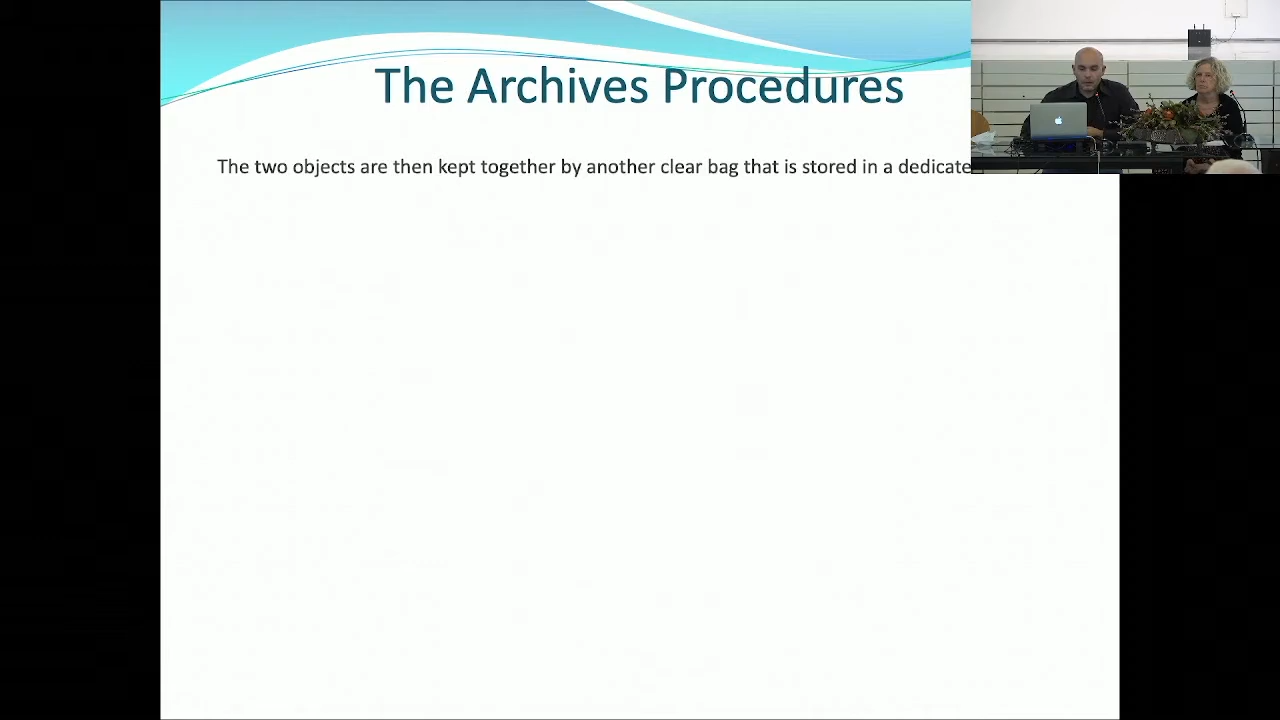 The Archives Procedures
The two objects are then kept together by another clear bag that is stored in a dedicate